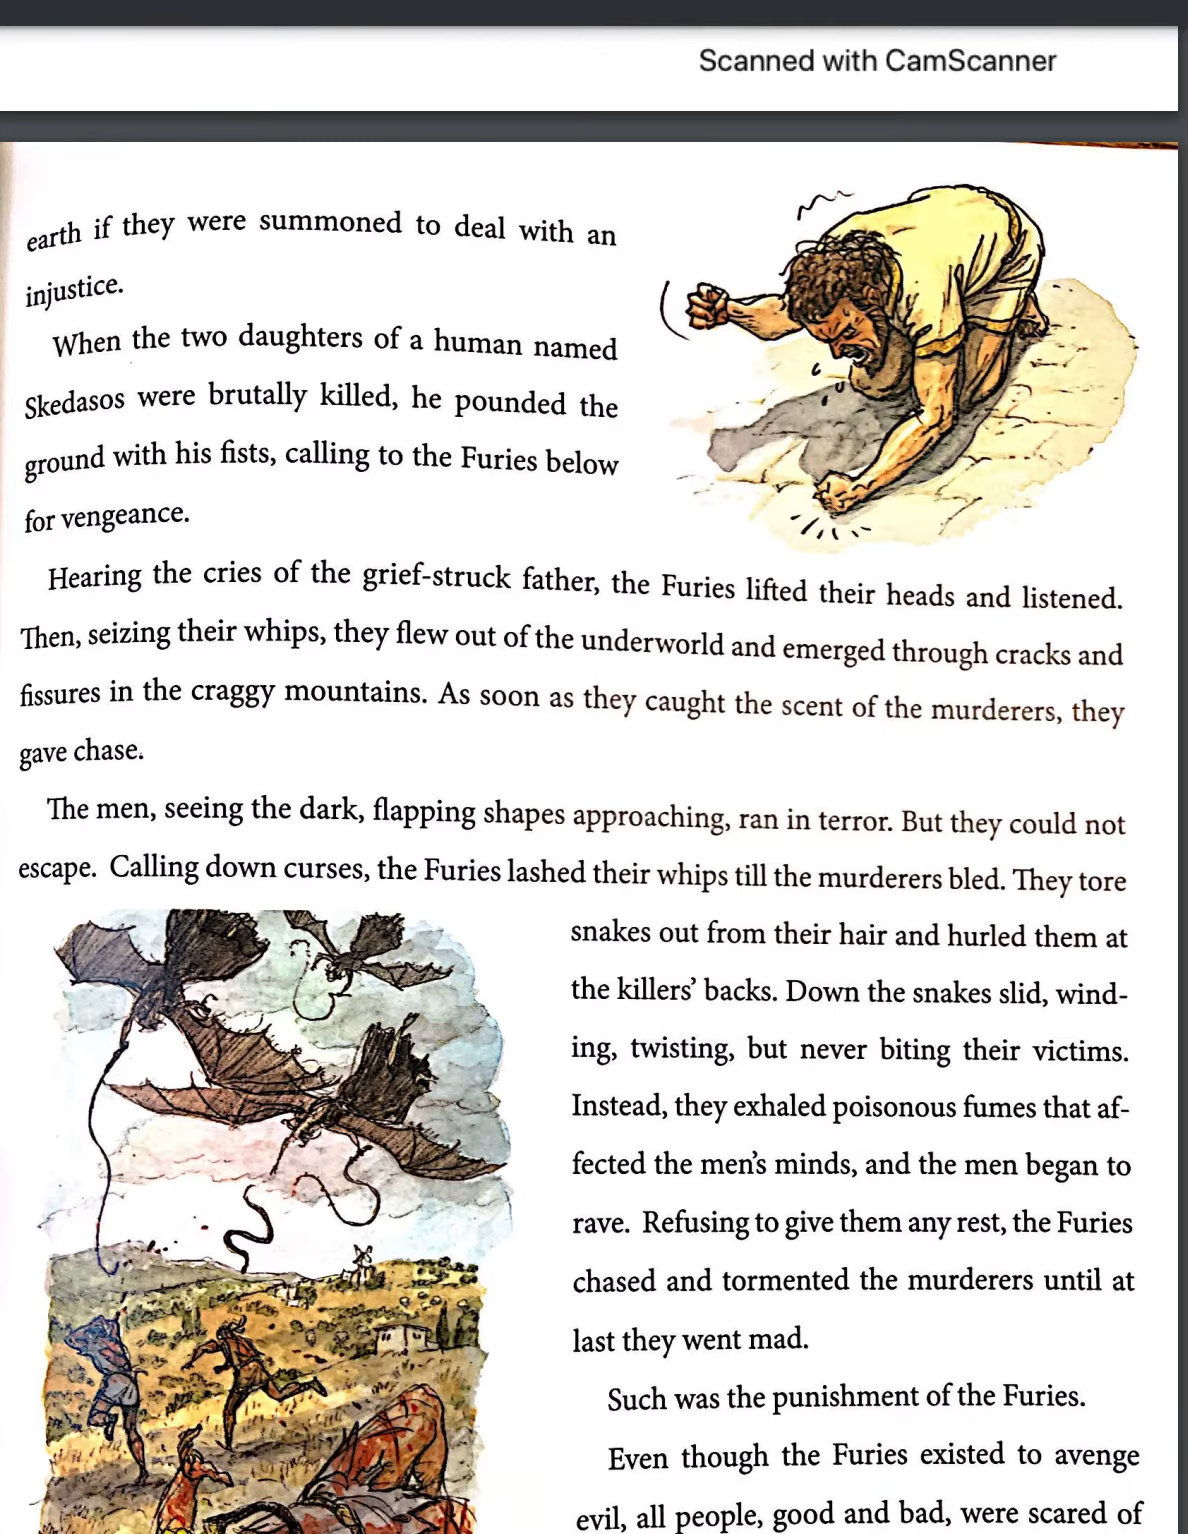 Scanned with CamScanner
earth if they were summoned to deal with an
injustice.
When the two daughters of a human named
Skedasos were brutally killed, he pounded the
ground with his fists, calling to the Furies below
for vengeance.
Hearing the cries of the grief-struck father, the Furies lifted their heads and listened.
Then, seizing their whips, they flew out of the underworld and emerged through cracks and
fissures in the craggy mountains. As soon as they caught the scent of the murderers, they
gave chase.
The men, seeing the dark, flapping shapes approaching, ran in terror. But they could not
escape. Calling down curses, the Furies lashed their whips till the murderers bled. They tore
snakes out from their hair and hurled them at
the killers' backs. Down the snakes slid, wind-
ing, twisting, but never biting their victims.
Instead, they exhaled poisonous fumes that af-
fected the men's minds, and the men began to
rave. Refusing to give them any rest, the Furies
chased and tormented the murderers until at
last they went mad.
Such was the punishment of the Furies.
Even though the Furies existed to avenge
evil, all people, good and bad, were scared of